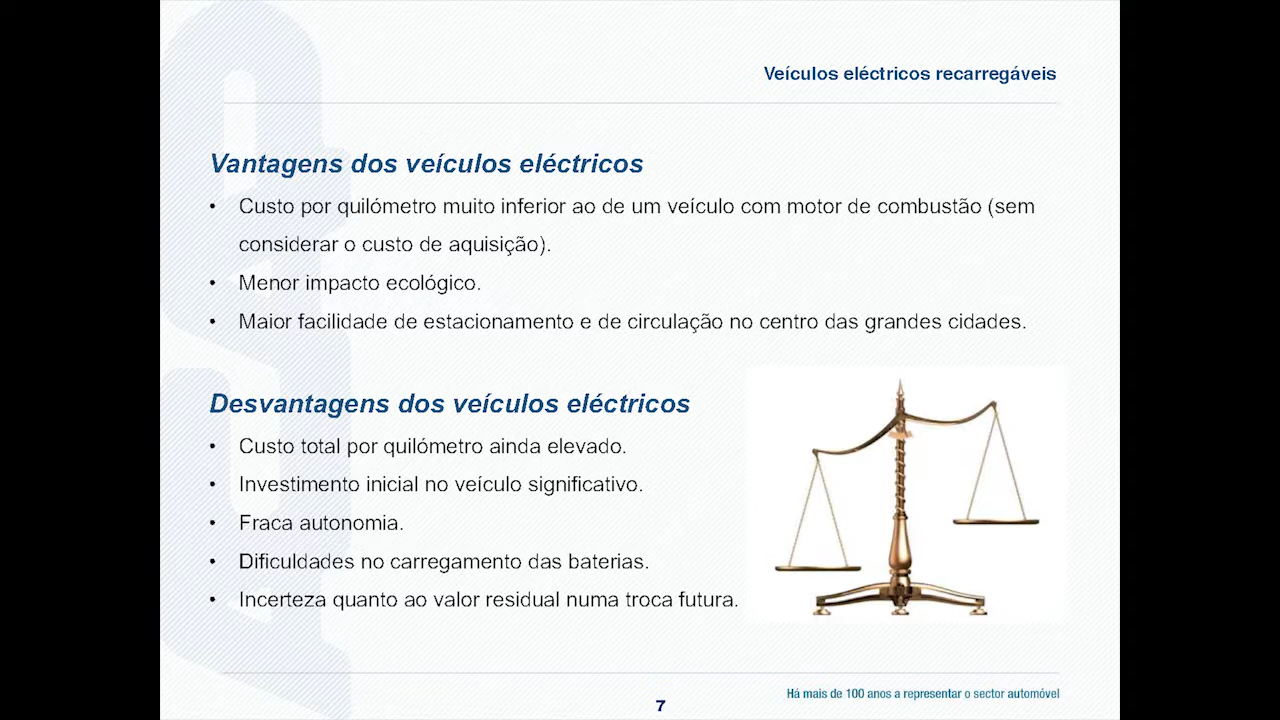 Veículos eléctricos recarregáveis
Vantagens dos veículos eléctricos
• Custo por quilómetro muito inferior ao de um veículo com motor de combustão (sem
considerar o custo de aquisição).
• Menor impacto ecológico.
• Maior facilidade de estacionamento e de circulação no centro das grandes cidades.
Desvantagens dos veículos eléctricos
• Custo total por quilómetro ainda elevado.
• Investimento inicial no veículo significativo.
• Fraca autonomia.
• Dificuldades no carregamento das baterias.
• Incerteza quanto ao valor residual numa troca futura.
Há mais de 100 anos a representar o sector automóvel
7